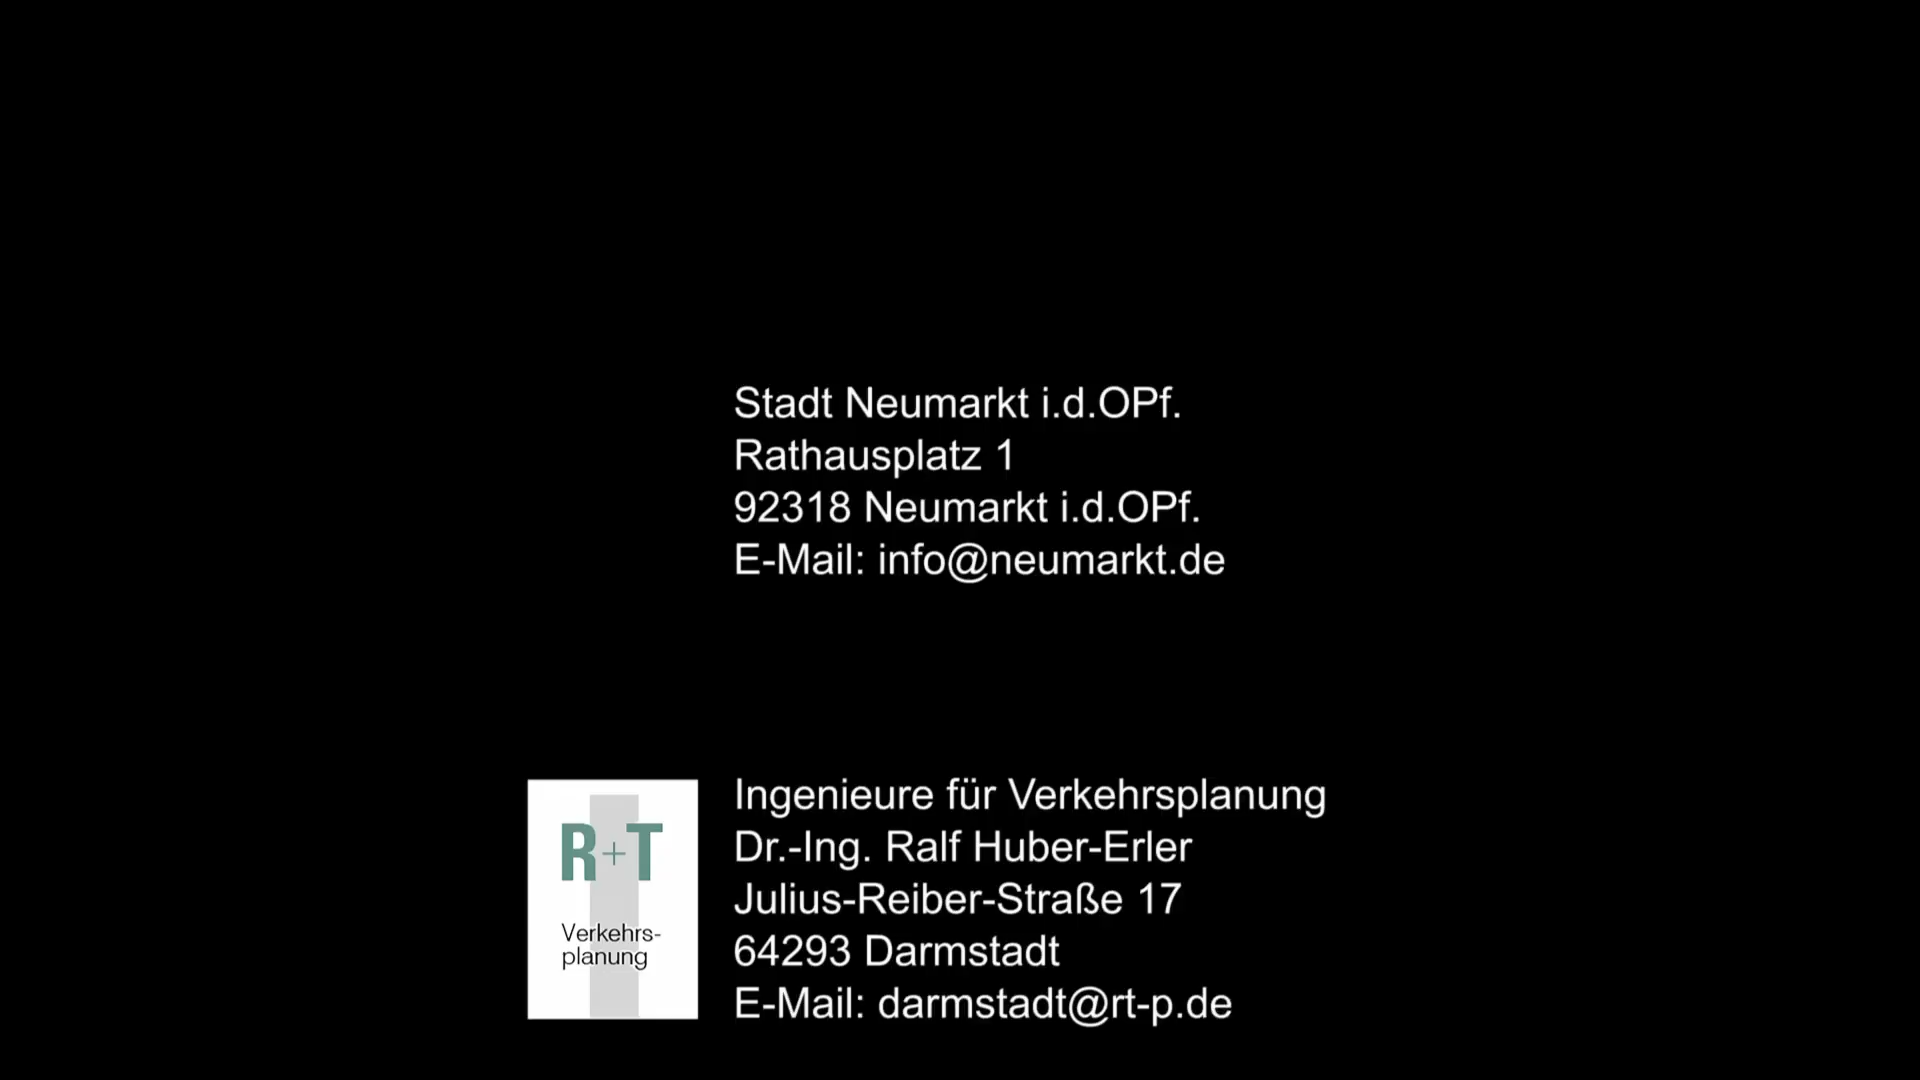 Stadt Neumarkt i.d.OPf.
Rathausplatz 1
92318 Neumarkt i.d.OPf.
E-Mail: info@neumarkt.de
R+T
Verkehrs-
planung
Ingenieure für Verkehrsplanung
Dr.-Ing. Ralf Huber-Erler
Julius-Reiber-Straße 17
64293 Darmstadt
E-Mail: darmstadt@rt-p.de